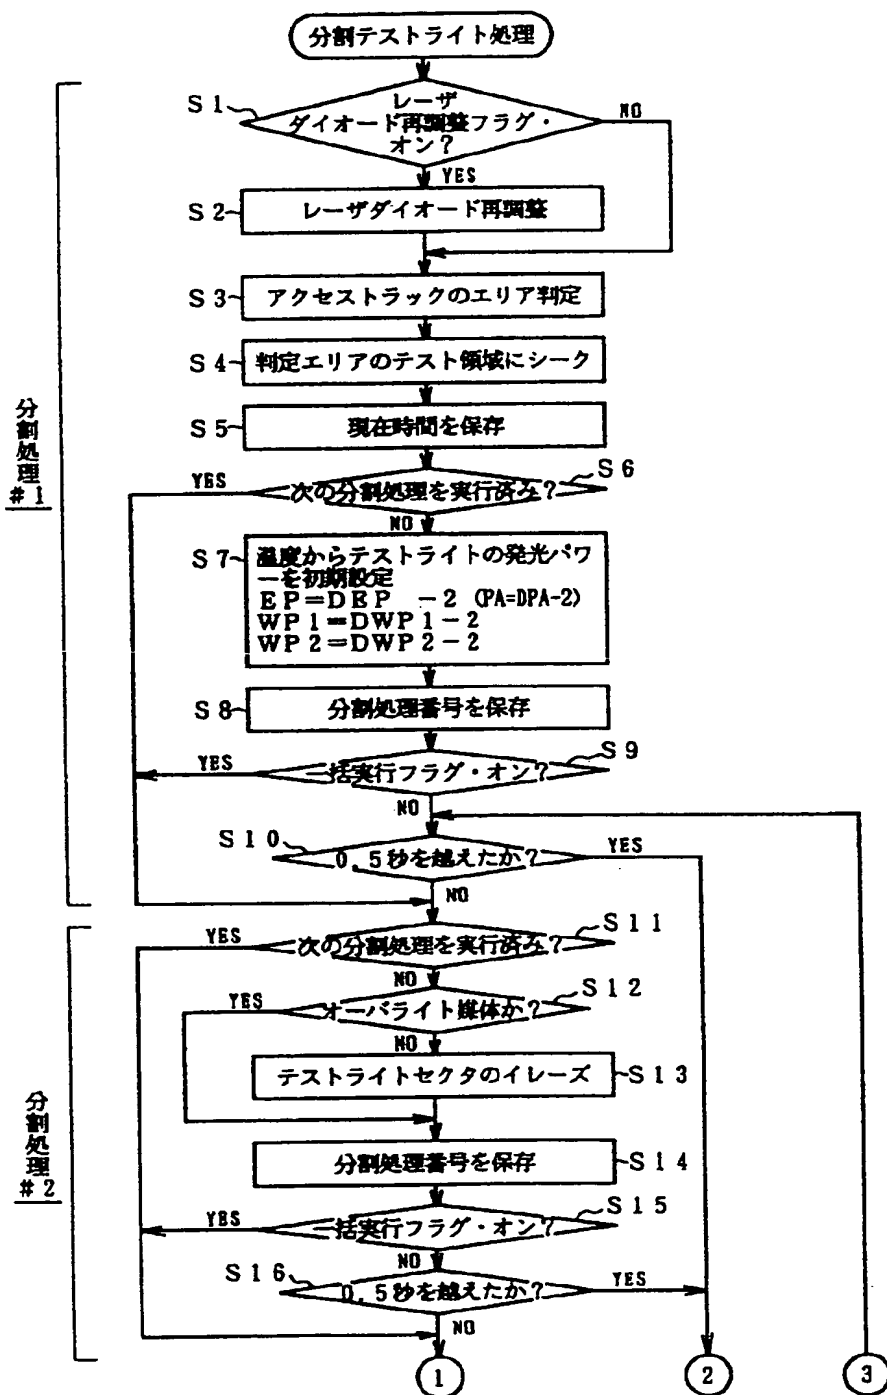 分割テストライト処理
S1
レーザ
ダイオード再調整フラグ・
オン?
NO
YES
S2
レーザダイオード再調整
S3
アクセストラックのエリア判定
S4
判定エリアのテスト領域にシーク
S5
現在時間を保存
分割処理
#1
YES
次の分割処理を実行済み?
S6
NO
S7
温度からテストライトの発光パワ
ーを初期設定
EP=DEP -2 (PA=DPA-2)
WP1=DWP1-2
WP2=DWP2-2
S8
分割処理番号を保存
YES
一括実行フラグ・オン?
S9
NO
S10
0.5秒を越えたか?
YES
NO
YES
次の分割処理を実行済み?
S11
NO
YES
オーバライト媒体か?
S12
NO
テストライトセクタのイレーズ
S13
分割処理
#2
分割処理番号を保存
S14
YES
一括実行フラグ・オン?
S15
NO
S16
0.5秒を越えたか?
YES
NO
1
2
3